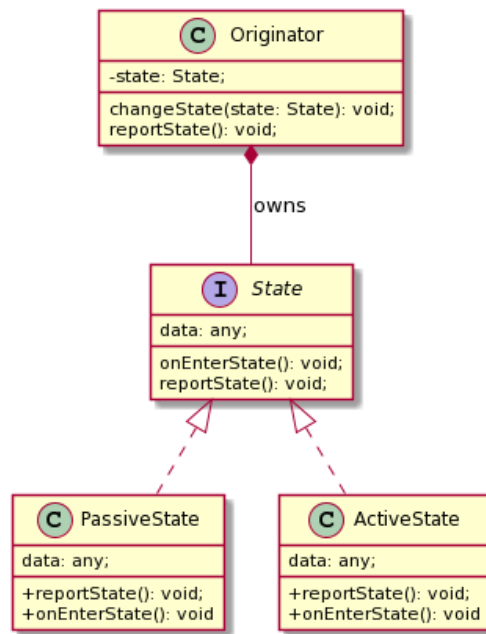 C Originator
-state: State;
changeState(state: State): void;
reportState(): void;
owns
I State
data: any;
onEnterState(): void;
reportState(): void;
C PassiveState
data: any;
+reportState(): void;
+onEnterState(): void
C ActiveState
data: any;
+reportState(): void;
+onEnterState(): void